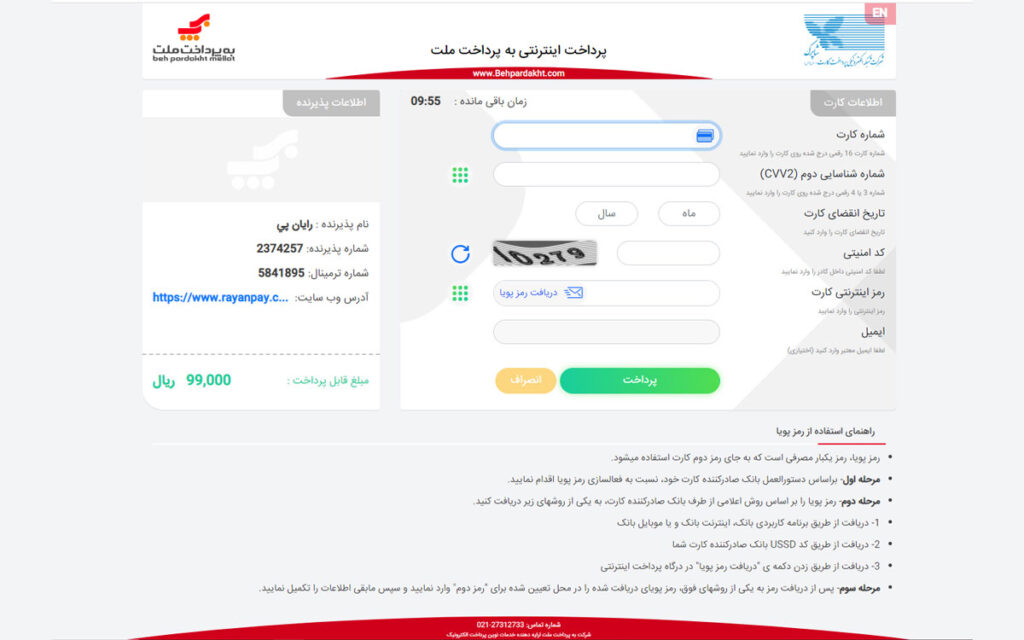 EN
به پرداخت ملت
beh pardakht mellat
پرداخت اینترنتی به پرداخت ملت
شاپرک
www.Behpardakht.com
اطلاعات کارت
زمان باقی مانده : 09:55
شماره کارت
شماره کارت 16 رقمی درج شده روی کارت را وارد نمایید
شماره شناسایی دوم (CVV2)
شماره 3 یا 4 رقمی درج شده روی کارت را وارد نمایید
تاریخ انقضای کارت
ماه
سال
تاریخ انقضای کارت را وارد کنید
کد امنیتی
10279
لطفا کد امنیتی داخل کادر را وارد نمایید
رمز اینترنتی کارت
دریافت رمز پویا
رمز اینترنتی را وارد نمایید
ایمیل
لطفا ایمیل معتبر وارد کنید (اختیاری)
پرداخت
انصراف
اطلاعات پذیرنده
نام پذیرنده : رایان پي
شماره پذیرنده: 2374257
شماره ترمینال: 5841895
آدرس وب سایت: https://www.rayanpay.c...
مبلغ قابل پرداخت : 99,000 ریال
راهنمای استفاده از رمز پویا
• رمز پویا، رمز یکبار مصرفی است که به جای رمز دوم کارت استفاده میشود.
• مرحله اول- براساس دستورالعمل بانک صادرکننده کارت خود، نسبت به فعالسازی رمز پویا اقدام نمایید.
• مرحله دوم- رمز پویا را بر اساس روش اعلامی از طرف بانک صادرکننده کارت، به یکی از روشهای زیر دریافت کنید.
• 1- دریافت از طریق برنامه کاربردی بانک، اینترنت بانک و یا موبایل بانک
• 2- دریافت از طریق کد USSD بانک صادرکننده کارت شما
• 3- دریافت از طریق زدن دکمه ی "دریافت رمز پویا" در درگاه پرداخت اینترنتی
• مرحله سوم- پس از دریافت رمز به یکی از روشهای فوق، رمز پویای دریافت شده را در محل تعیین شده برای "رمز دوم" وارد نمایید و سپس مابقی اطلاعات را تکمیل نمایید.
شماره تماس: 27312733-021
شرکت به پرداخت ملت ارایه دهنده خدمات نوین پرداخت الکترونیک